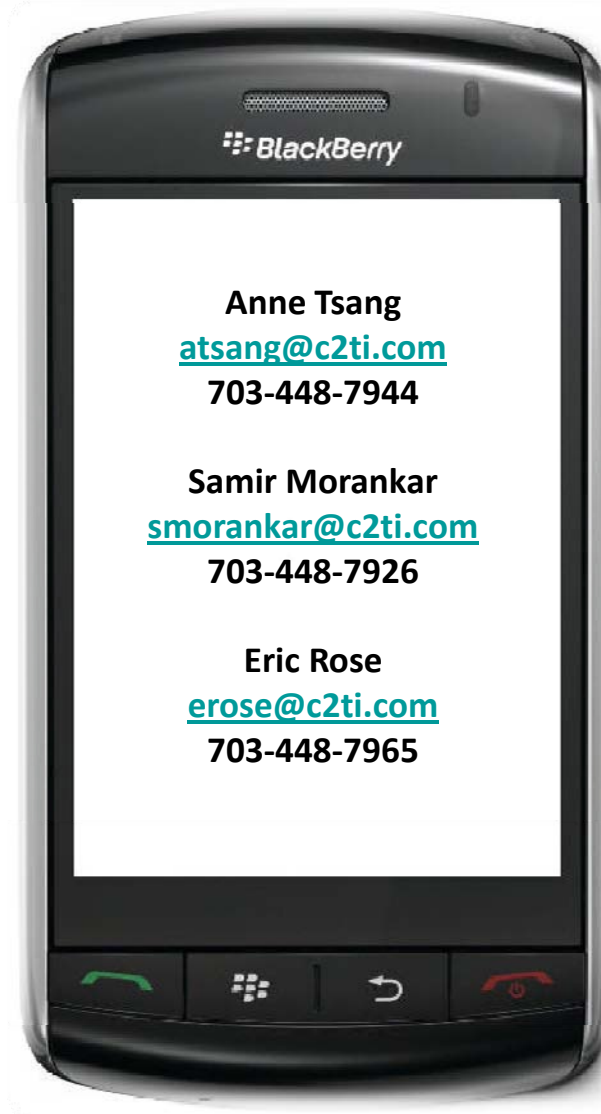 BlackBerry
Anne Tsang
atsang@c2ti.com
703-448-7944
Samir Morankar
smorankar@c2ti.com
703-448-7926
Eric Rose
erose@c2ti.com
703-448-7965